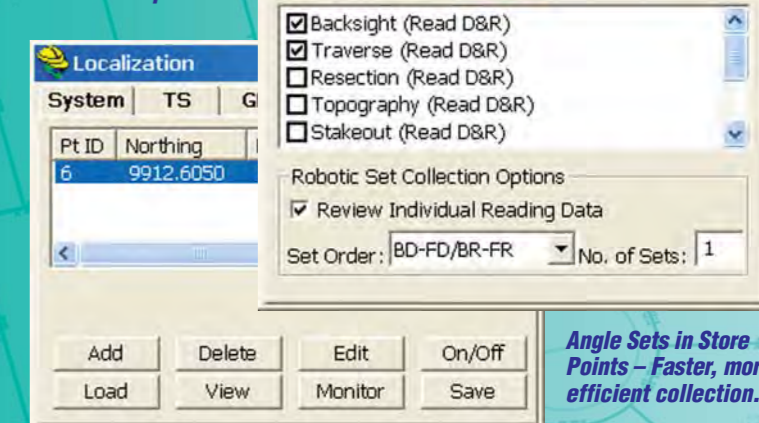 Backsight (Read D&R)
Traverse (Read D&R)
Resection (Read D&R)
Topography (Read D&R)
Stakeout (Read D&R)
Robotic Set Collection Options
Review Individual Reading Data
Set Order: BD-FD/BR-FR No. of Sets: 1
Localization
System TS
Pt ID Northing
6 9912.6050
Add Delete Edit On/Off
Load View Monitor Save
Angle Sets in Store
Points – Faster, mor
efficient collection.